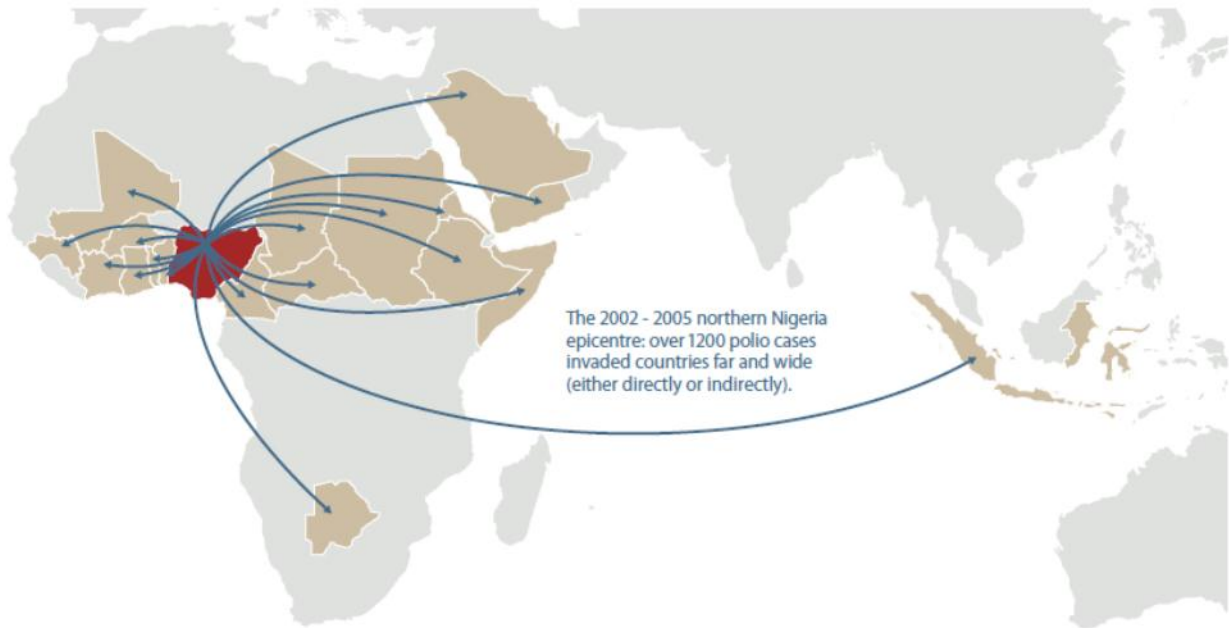 The 2002 - 2005 northern Nigeria
epicentre: over 1200 polio cases
invaded countries far and wide
(either directly or indirectly).